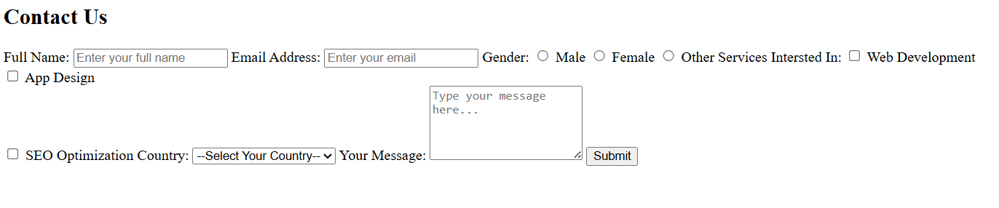 Contact Us
Full Name: Enter your full name Email Address: Enter your email Gender: Male Female Other Services Intersted In: Web Development
App Design
Type your message
here...
SEO Optimization Country: --Select Your Country-- Your Message: Submit